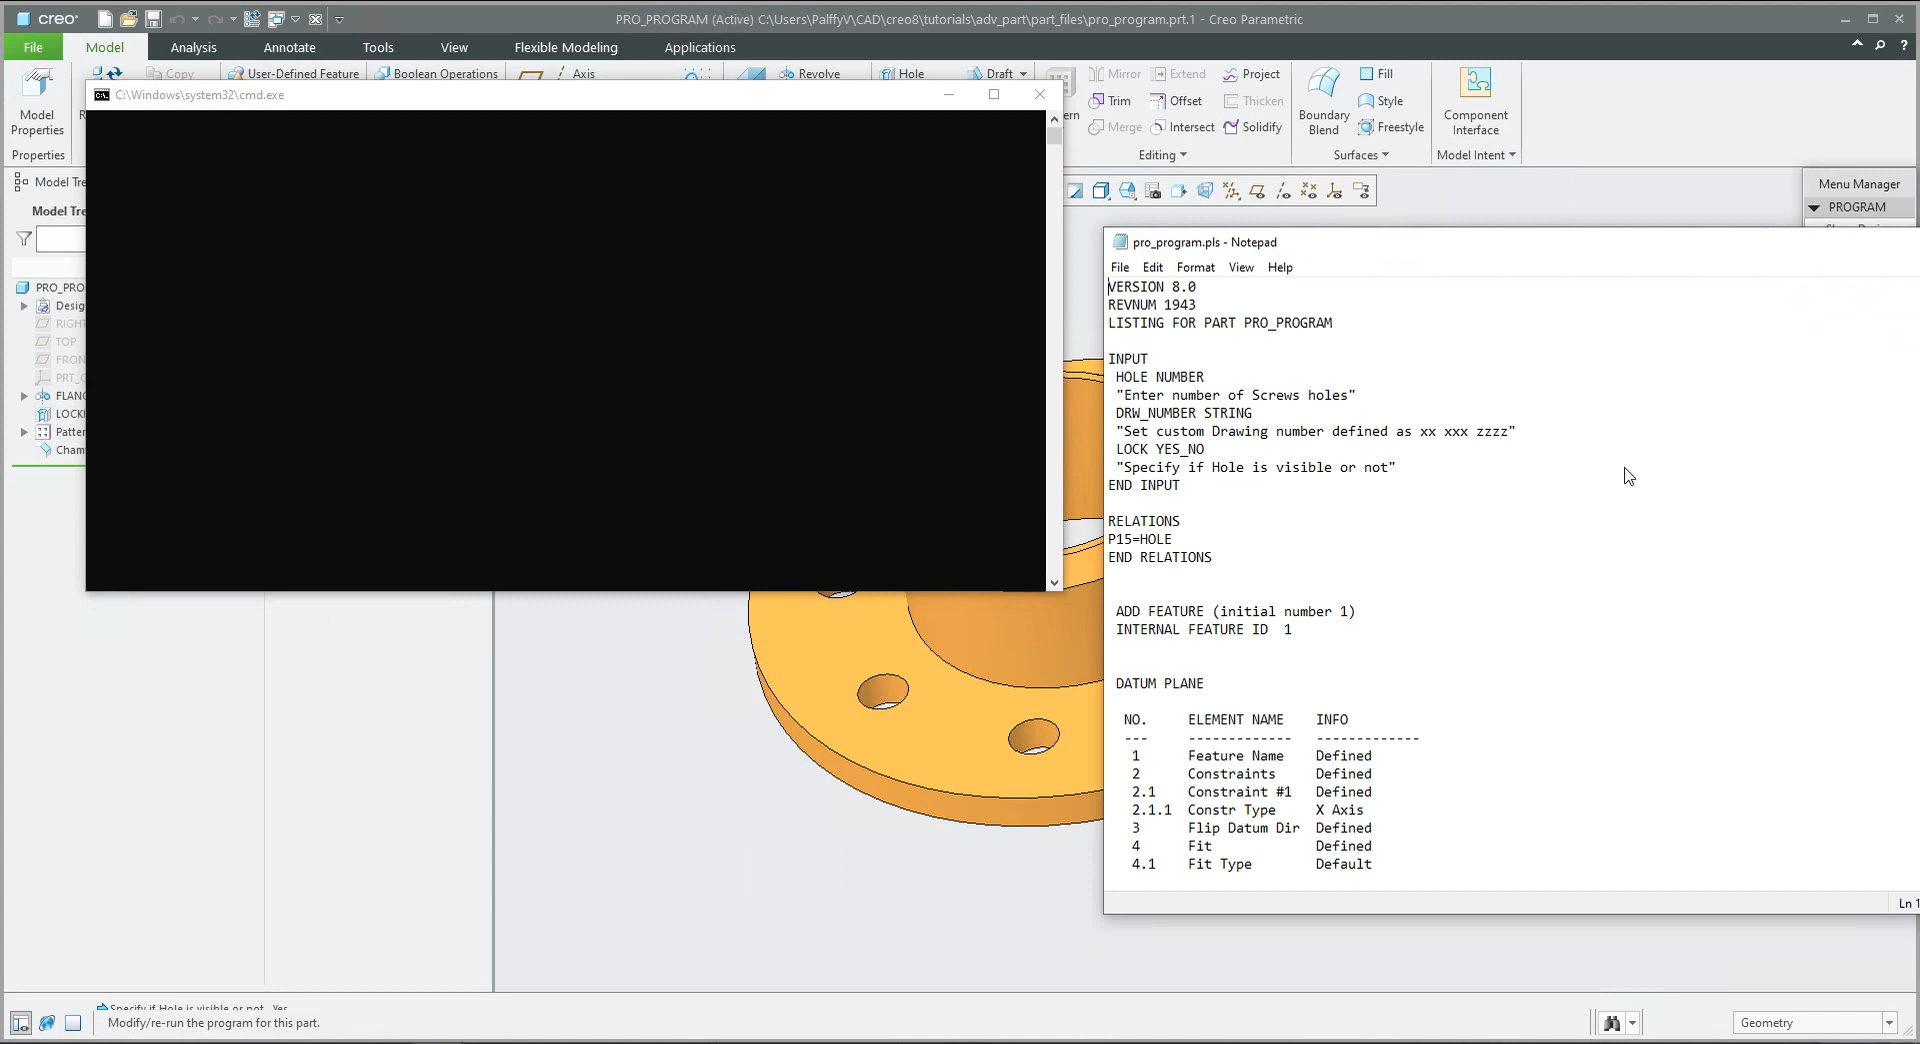 creo°
PRO_PROGRAM (Active) C:\Users\PalffyV\CAD\creo8\tutorials\adv_part\part_files\pro_program.prt.1 - Creo Parametric
File Model Analysis Annotate Tools View Flexible Modeling Applications
Copy User-Defined Feature Boolean Operations Axis Revolve Hole Draft Mirror Extend Project Fill
C:\Windows\system32\cmd.exe
Trim Offset Thicken Style
Model Properties
Merge Intersect Solidify
Boundary Blend
Freestyle
Component Interface
Properties Editing Surfaces Model Intent
Model Tre
Menu Manager
PROGRAM
Model Tre
PRO_PRO
Desig
RIGHT
TOP
FRON
PRT_C
FLANG
LOCKI
Patter
Cham
pro_program.pls - Notepad
File Edit Format View Help
VERSION 8.0
REVNUM 1943
LISTING FOR PART PRO_PROGRAM
INPUT
HOLE NUMBER
"Enter number of Screws holes"
DRW_NUMBER STRING
"Set custom Drawing number defined as xx xxx zzzz"
LOCK YES_NO
"Specify if Hole is visible or not"
END INPUT
RELATIONS
P15=HOLE
END RELATIONS
ADD FEATURE (initial number 1)
INTERNAL FEATURE ID 1
DATUM PLANE
NO. ELEMENT NAME INFO
--- ------------- -------------
1 Feature Name Defined
2 Constraints Defined
2.1 Constraint #1 Defined
2.1.1 Constr Type X Axis
3 Flip Datum Dir Defined
4 Fit Defined
4.1 Fit Type Default
Ln 1
Specify if Hole is visible or not Yes
Modify/re-run the program for this part.
Geometry